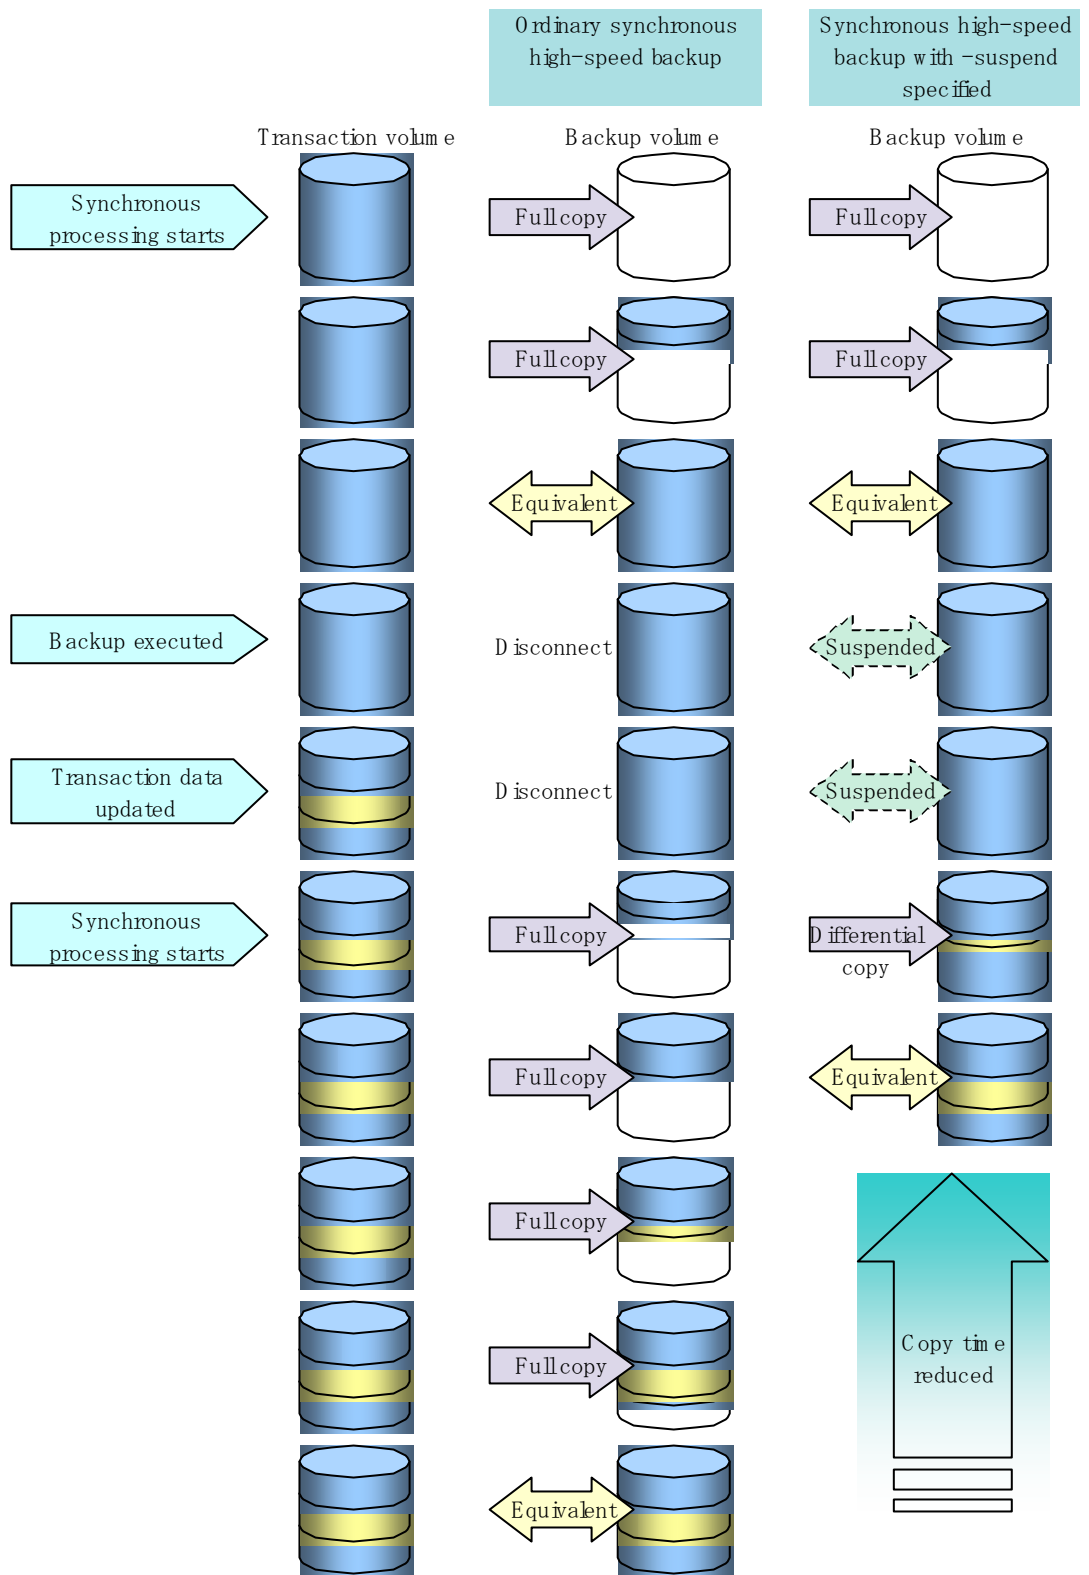 Ordinary synchronous
high-speed backup
Synchronous high-speed
backup with -suspend
specified
Transaction volume
Backup volume
Backup volume
Synchronous
processing starts
Full copy
Full copy
Full copy
Full copy
Equivalent
Equivalent
Backup executed
Disconnect
Suspended
Transaction data
updated
Disconnect
Suspended
Synchronous
processing starts
Full copy
Differential
copy
Full copy
Equivalent
Full copy
Full copy
Copy time
reduced
Equivalent